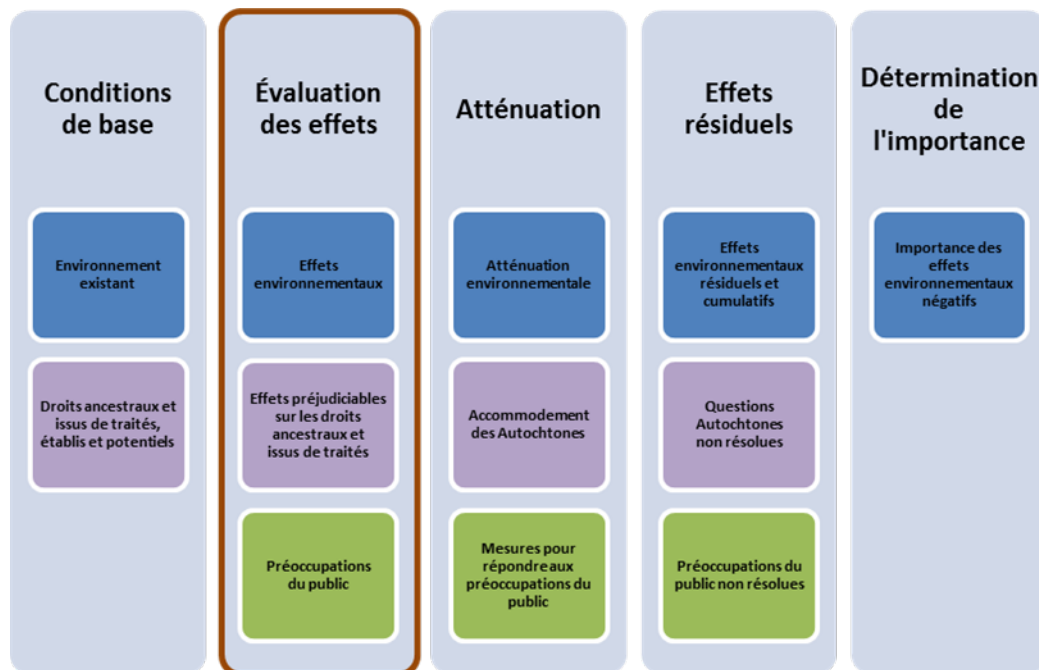 Conditions
de base
Environnement
existant
Droits ancestraux et
issus de traités,
établis et potentiels
Évaluation
des effets
Effets
environnementaux
Effets préjudiciables
sur les droits
ancestraux et
issus de traités
Préoccupations
du public
Atténuation
Atténuation
environnementale
Accommodement
des Autochtones
Mesures pour
répondre aux
préoccupations du
public
Effets
résiduels
Effets
environnementaux
résiduels et
cumulatifs
Questions
Autochtones
non résolues
Préoccupations du
public non résolues
Détermination
de
l'importance
Importance des
effets
environnementaux
négatifs